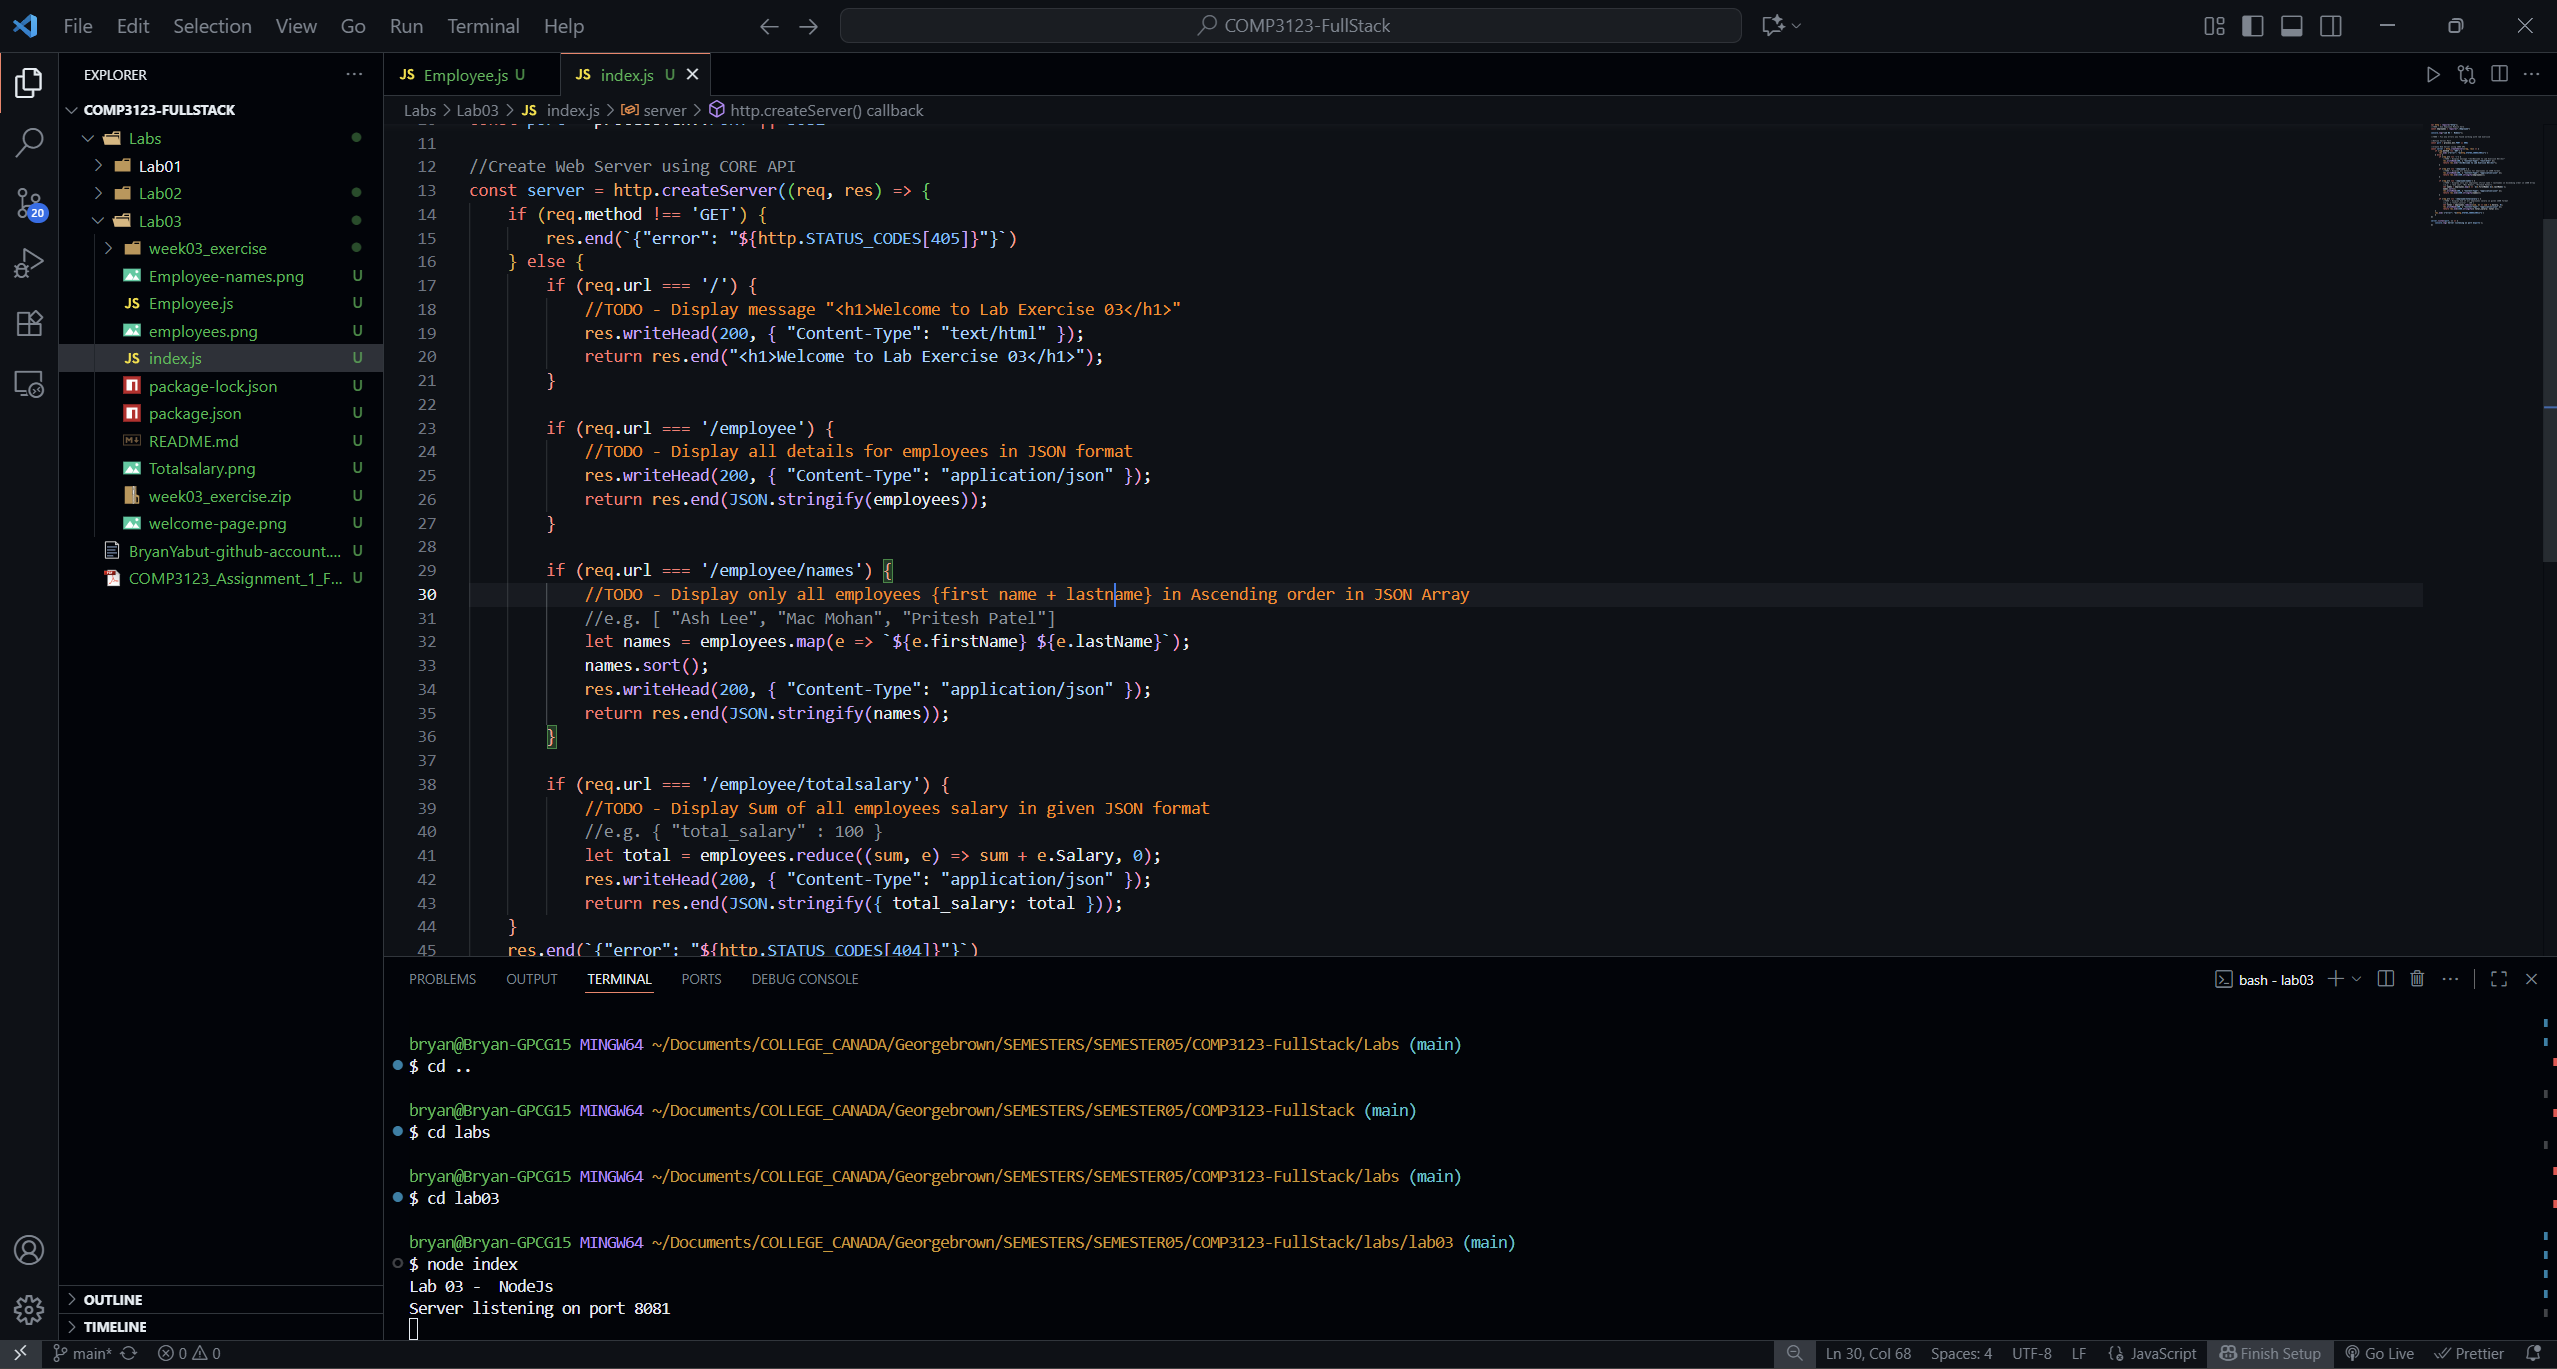 File Edit Selection View Go Run Terminal Help
COMP3123-FullStack
EXPLORER
COMP3123-FULLSTACK
Labs
Lab01
Lab02
Lab03
week03_exercise
Employee-names.png U
Employee.js U
employees.png U
index.js U
package-lock.json U
package.json U
README.md U
Totalsalary.png U
week03_exercise.zip U
welcome-page.png U
BryanYabut-github-account.... U
COMP3123_Assignment_1_F... U
OUTLINE
TIMELINE
20
JS Employee.js U
JS index.js U
Labs > Lab03 > JS index.js > server > http.createServer() callback
11
12 //Create Web Server using CORE API
13 const server = http.createServer((req, res) => {
14 if (req.method !== 'GET') {
15 res.end(`{"error": "${http.STATUS_CODES[405]}"}`)
16 } else {
17 if (req.url === '/') {
18 //TODO - Display message "<h1>Welcome to Lab Exercise 03</h1>"
19 res.writeHead(200, { "Content-Type": "text/html" });
20 return res.end("<h1>Welcome to Lab Exercise 03</h1>");
21 }
22
23 if (req.url === '/employee') {
24 //TODO - Display all details for employees in JSON format
25 res.writeHead(200, { "Content-Type": "application/json" });
26 return res.end(JSON.stringify(employees));
27 }
28
29 if (req.url === '/employee/names') {
30 //TODO - Display only all employees {first name + lastname} in Ascending order in JSON Array
31 //e.g. [ "Ash Lee", "Mac Mohan", "Pritesh Patel"]
32 let names = employees.map(e => `${e.firstName} ${e.lastName}`);
33 names.sort();
34 res.writeHead(200, { "Content-Type": "application/json" });
35 return res.end(JSON.stringify(names));
36 }
37
38 if (req.url === '/employee/totalsalary') {
39 //TODO - Display Sum of all employees salary in given JSON format
40 //e.g. { "total_salary" : 100 }
41 let total = employees.reduce((sum, e) => sum + e.Salary, 0);
42 res.writeHead(200, { "Content-Type": "application/json" });
43 return res.end(JSON.stringify({ total_salary: total }));
44 }
45 res.end(`{"error": "${http.STATUS_CODES[404]}"}`)
PROBLEMS OUTPUT TERMINAL PORTS DEBUG CONSOLE
bash - lab03
bryan@Bryan-GPCG15 MINGW64 ~/Documents/COLLEGE_CANADA/Georgebrown/SEMESTERS/SEMESTER05/COMP3123-FullStack/Labs (main)
$ cd ..
bryan@Bryan-GPCG15 MINGW64 ~/Documents/COLLEGE_CANADA/Georgebrown/SEMESTERS/SEMESTER05/COMP3123-FullStack (main)
$ cd labs
bryan@Bryan-GPCG15 MINGW64 ~/Documents/COLLEGE_CANADA/Georgebrown/SEMESTERS/SEMESTER05/COMP3123-FullStack/labs (main)
$ cd lab03
bryan@Bryan-GPCG15 MINGW64 ~/Documents/COLLEGE_CANADA/Georgebrown/SEMESTERS/SEMESTER05/COMP3123-FullStack/labs/lab03 (main)
$ node index
Lab 03 -  NodeJs
Server listening on port 8081
main* 0 0
Ln 30, Col 68 Spaces: 4 UTF-8 LF {} JavaScript Finish Setup Go Live Prettier